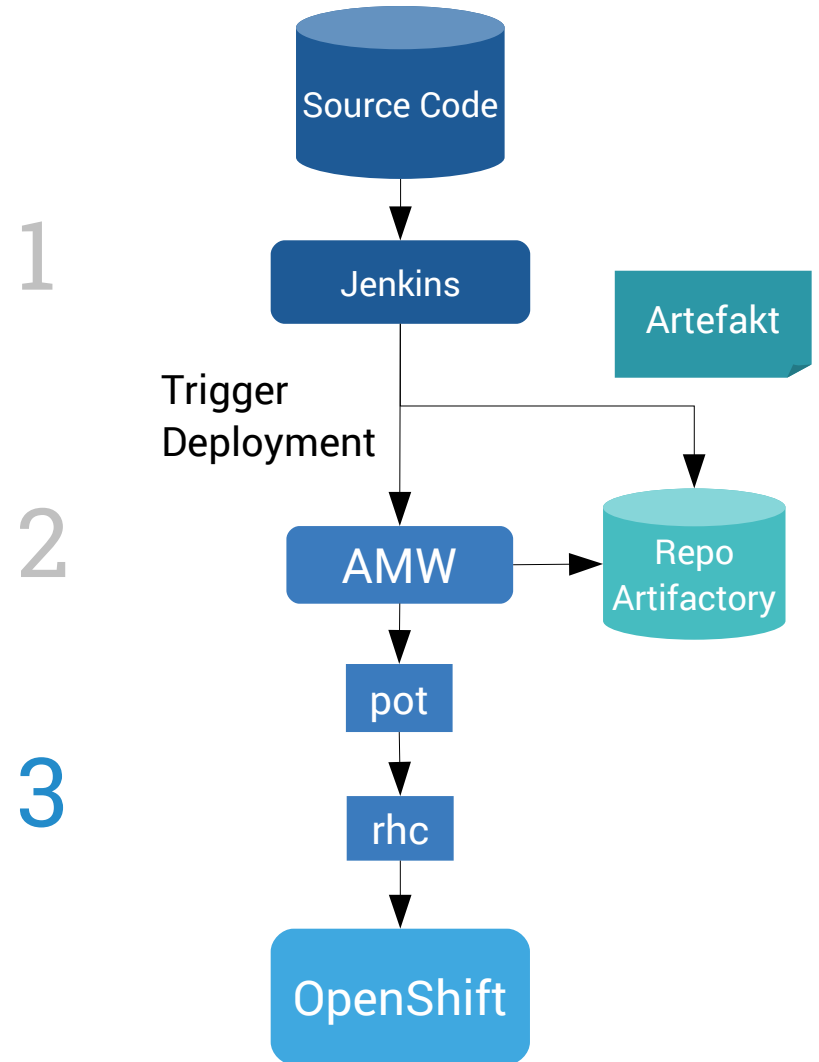 Source Code
1
Jenkins
Artefakt
Trigger
Deployment
2
AMW
Repo
Artifactory
pot
3
rhc
OpenShift